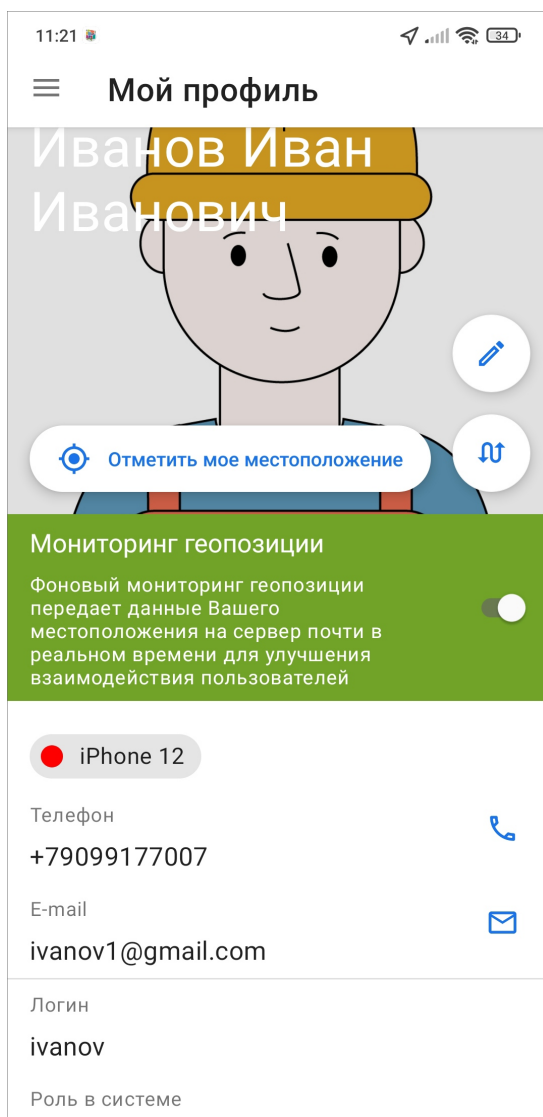 11:21
34
Мой профиль
Иванов Иван
Иванович
Отметить мое местоположение
Мониторинг геопозиции
Фоновый мониторинг геопозиции
передает данные Вашего
местоположения на сервер почти в
реальном времени для улучшения
взаимодействия пользователей
iPhone 12
Телефон
+79099177007
E-mail
ivanov1@gmail.com
Логин
ivanov
Роль в системе